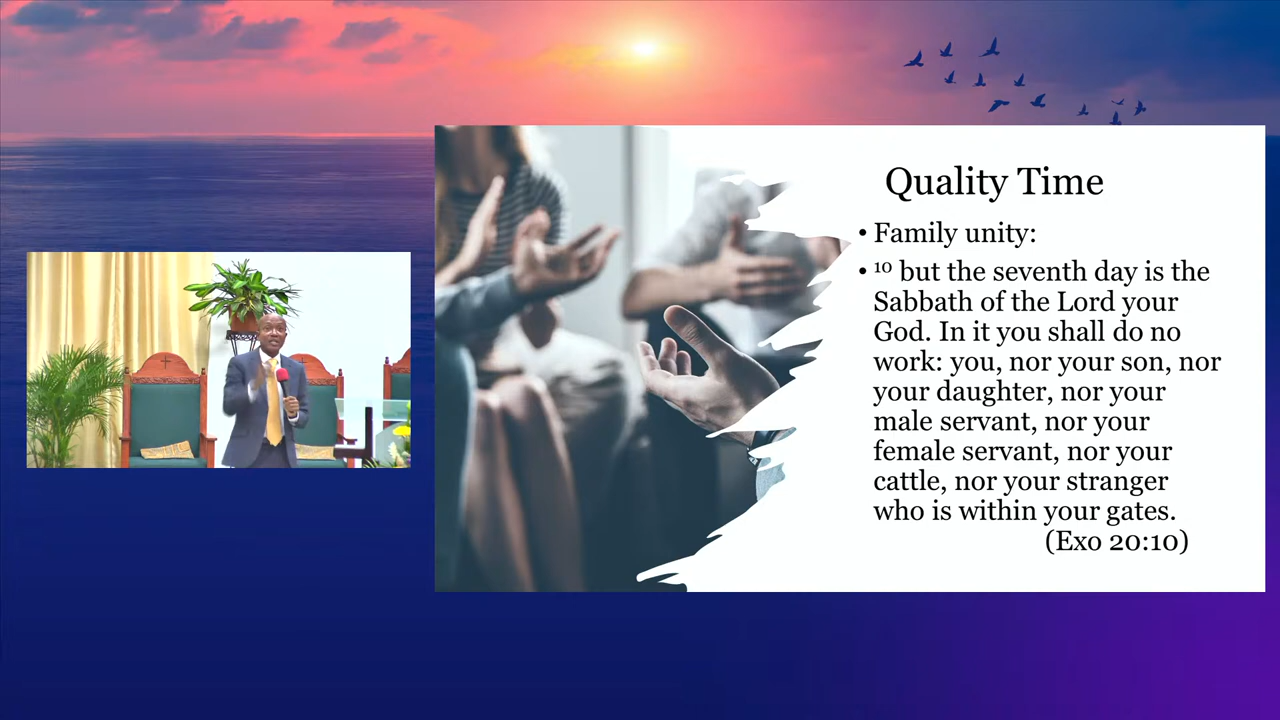 Quality Time
• Family unity:
• ¹⁰ but the seventh day is the
Sabbath of the Lord your
God. In it you shall do no
work: you, nor your son, nor
your daughter, nor your
male servant, nor your
female servant, nor your
cattle, nor your stranger
who is within your gates.
(Exo 20:10)